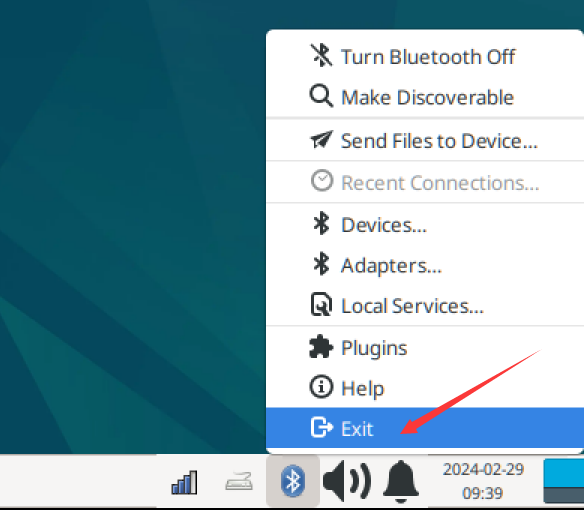 Turn Bluetooth Off
Make Discoverable
Send Files to Device...
Recent Connections...
Devices...
Adapters...
Local Services...
Plugins
Help
Exit
2024-02-29
09:39